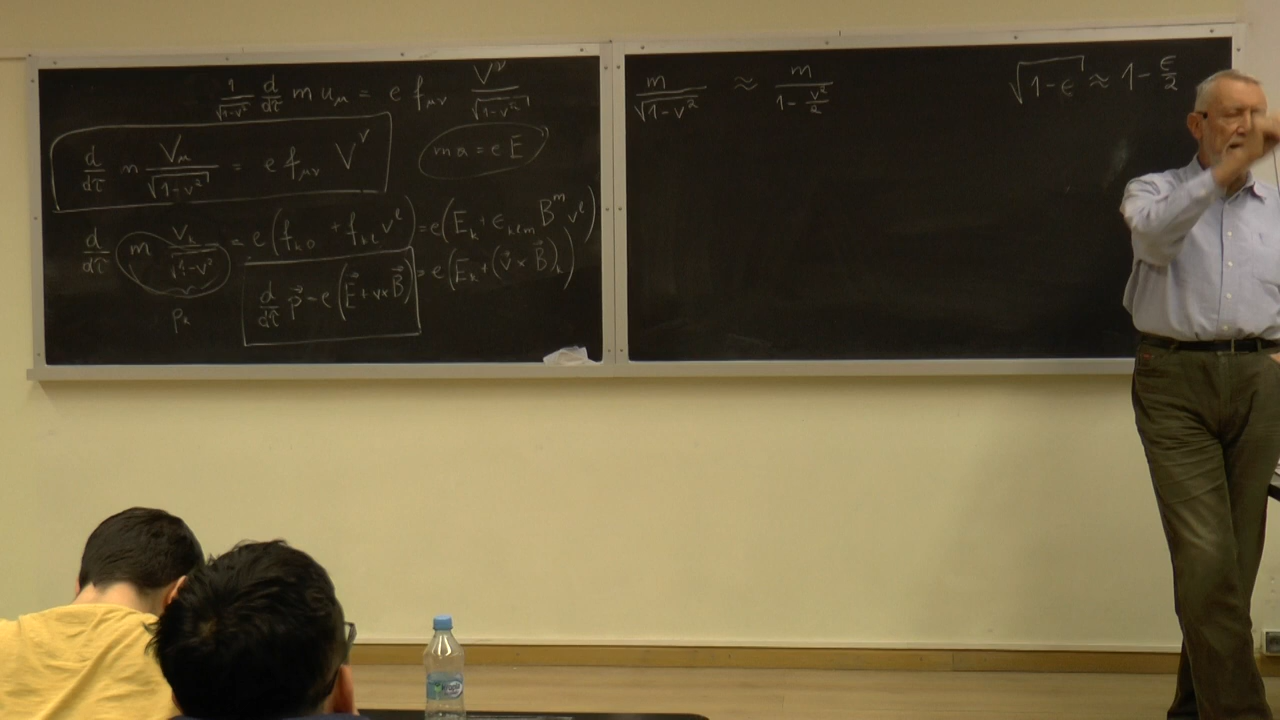 1/√(1-v²) d/dτ m u_μ = e f_μν V^ν/√(1-v²)
d/dτ m V_μ/√(1-v²) = e f_μν V^ν
ma = e E
d/dτ m V_k/√(1-v²) = e(f_k0 + f_kl v^l) = e(E_k + ϵ_klm B^m v^l)
= e(E_k + (v⃗ × B⃗)_k)
p_k
d/dτ p⃗ = e(E⃗ + v × B⃗)
m/√(1-v²) ≈ m/(1 - v²/2)
√(1-ϵ) ≈ 1 - ϵ/2